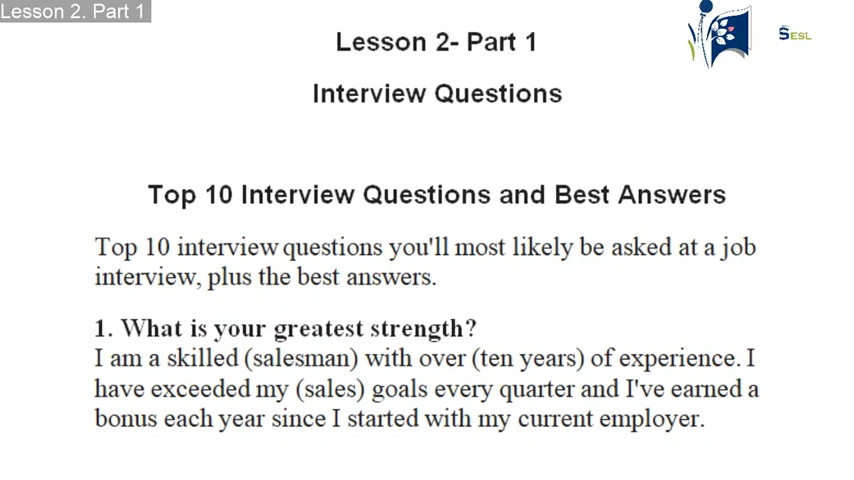 Lesson 2. Part 1
Lesson 2- Part 1
SESL
Interview Questions
Top 10 Interview Questions and Best Answers
Top 10 interview questions you'll most likely be asked at a job
interview, plus the best answers.
1. What is your greatest strength?
I am a skilled (salesman) with over (ten years) of experience. I
have exceeded my (sales) goals every quarter and I've earned a
bonus each year since I started with my current employer.